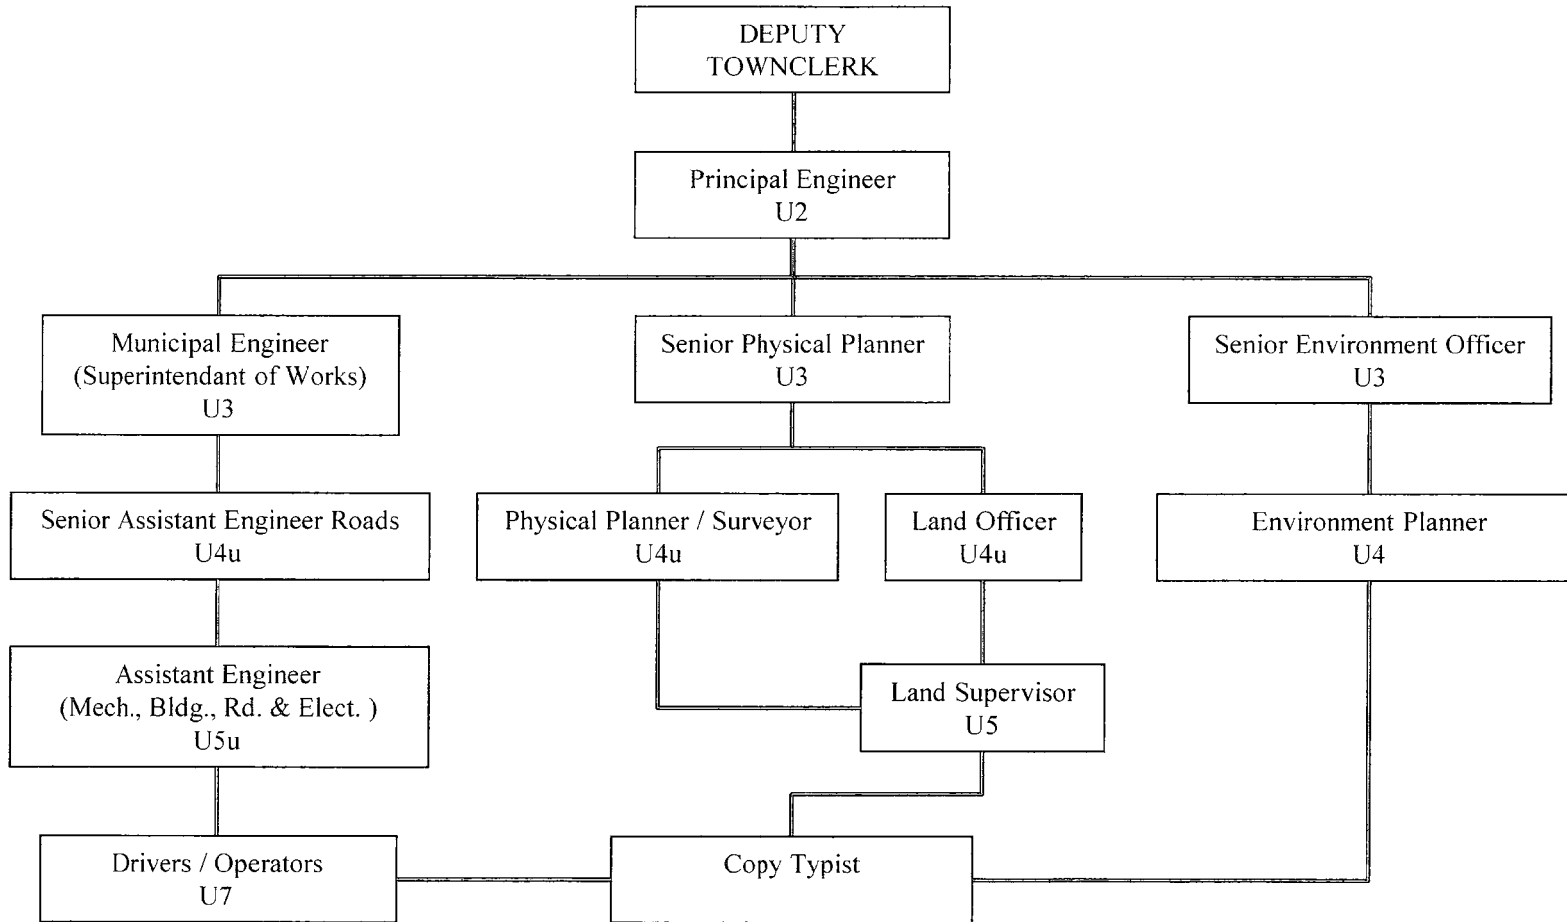 DEPUTY
TOWNCLERK
Principal Engineer
U2
Municipal Engineer
(Superintendant of Works)
U3
Senior Physical Planner
U3
Senior Environment Officer
U3
Senior Assistant Engineer Roads
U4u
Physical Planner / Surveyor
U4u
Land Officer
U4u
Environment Planner
U4
Assistant Engineer
(Mech., Bldg., Rd. & Elect. )
U5u
Land Supervisor
U5
Drivers / Operators
U7
Copy Typist